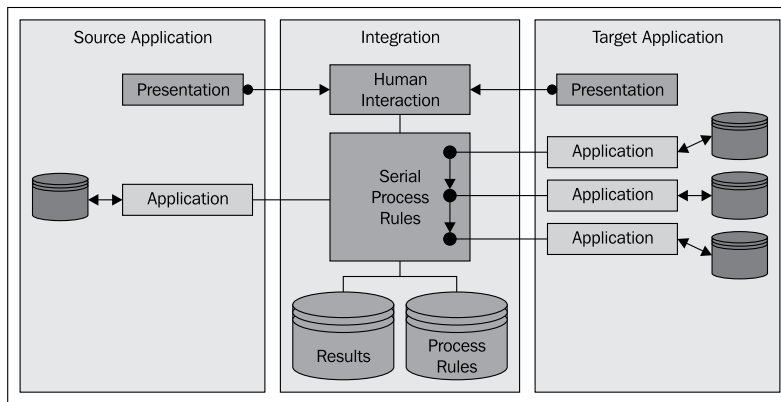 Source Application
Integration
Target Application
Presentation
Human
Interaction
Presentation
Application
Serial
Process
Rules
Application
Application
Application
Results
Process
Rules